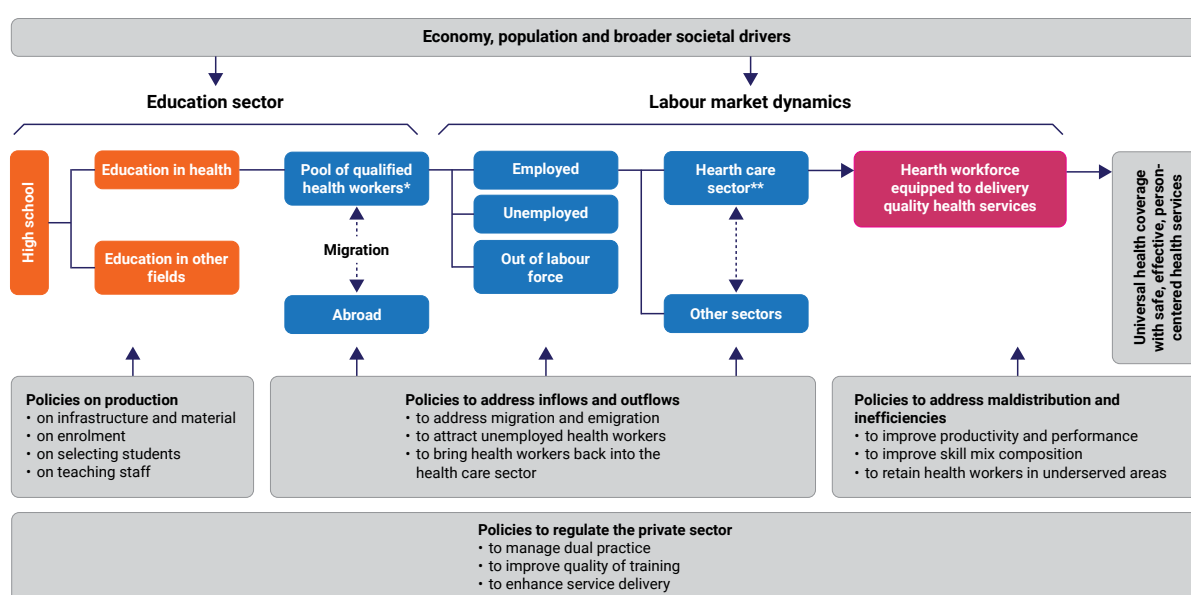 Economy, population and broader societal drivers
Education sector
Labour market dynamics
High school
Education in health
Education in other
fields
Pool of qualified
health workers*
Migration
Abroad
Employed
Unemployed
Out of labour
force
Hearth care
sector**
Other sectors
Hearth workforce
equipped to delivery
quality health services
Universal health coverage
with safe, effective, person-
centered health services
Policies on production
• on infrastructure and material
• on enrolment
• on selecting students
• on teaching staff
Policies to address inflows and outflows
• to address migration and emigration
• to attract unemployed health workers
• to bring health workers back into the
health care sector
Policies to address maldistribution and
inefficiencies
• to improve productivity and performance
• to improve skill mix composition
• to retain health workers in underserved areas
Policies to regulate the private sector
• to manage dual practice
• to improve quality of training
• to enhance service delivery